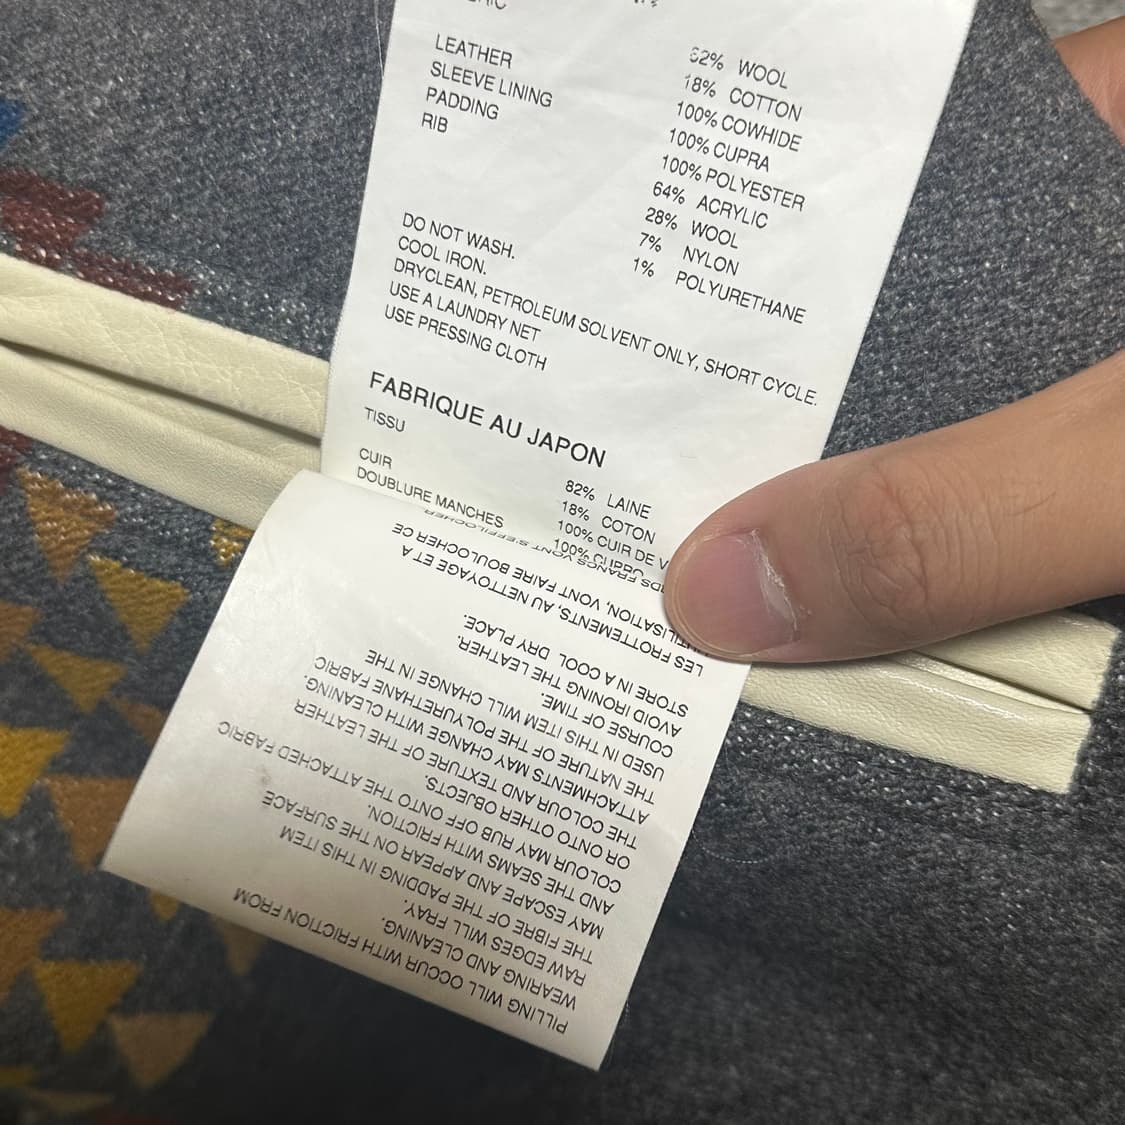 LEATHER
SLEEVE LINING
PADDING
RIB
82% WOOL
18% COTTON
100% COWHIDE
100% CUPRA
100% POLYESTER
64% ACRYLIC
28% WOOL
7% NYLON
1% POLYURETHANE
DO NOT WASH.
COOL IRON.
DRYCLEAN, PETROLEUM SOLVENT ONLY, SHORT CYCLE.
USE A LAUNDRY NET
USE PRESSING CLOTH
FABRIQUE AU JAPON
TISSU
CUIR
DOUBLURE MANCHES
82% LAINE
18% COTON
100% CUIR DE V
100% CUPRO
PILLING WILL OCCUR WITH FRICTION FROM
WEARING AND CLEANING.
RAW EDGES WILL FRAY.
THE FIBRE OF THE PADDING IN THIS ITEM
MAY ESCAPE AND APPEAR ON THE SURFACE
AND THE SEAMS WITH FRICTION.
COLOUR MAY RUB OFF ONTO THE ATTACHED FABRIC
OR ONTO OTHER OBJECTS.
THE COLOUR AND TEXTURE OF THE LEATHER
ATTACHMENTS MAY CHANGE WITH CLEANING.
THE NATURE OF THE POLYURETHANE FABRIC
USED IN THIS ITEM WILL CHANGE IN THE
COURSE OF TIME.
AVOID IRONING THE LEATHER.
STORE IN A COOL DRY PLACE.
LES FROTTEMENTS, AU NETTOYAGE ET A
L'UTILISATION, VONT FAIRE BOULOCHER CE
FRANGS VONT S'EFFILOCHER